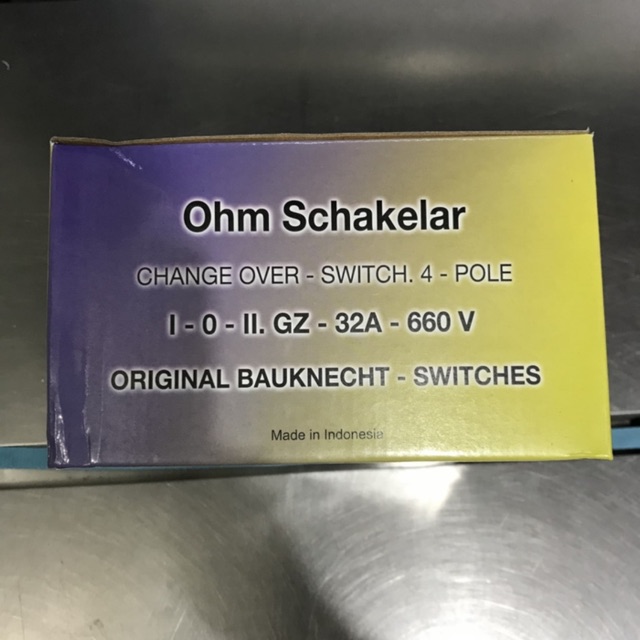 Ohm Schakelar
CHANGE OVER - SWITCH. 4 - POLE
I - 0 - II. GZ - 32A - 660 V
ORIGINAL BAUKNECHT - SWITCHES
Made in Indonesia